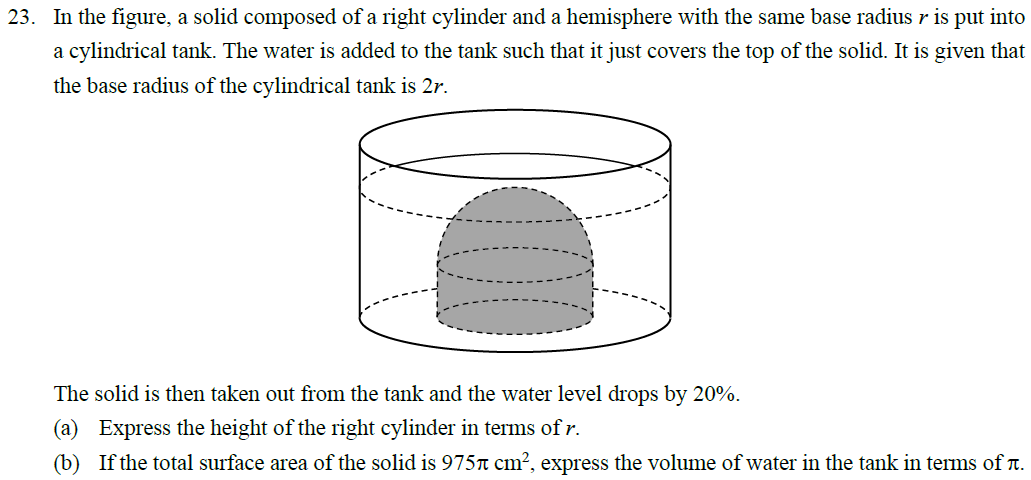 23. In the figure, a solid composed of a right cylinder and a hemisphere with the same base radius r is put into
a cylindrical tank. The water is added to the tank such that it just covers the top of the solid. It is given that
the base radius of the cylindrical tank is 2r.
The solid is then taken out from the tank and the water level drops by 20%.
(a) Express the height of the right cylinder in terms of r.
(b) If the total surface area of the solid is 975π cm², express the volume of water in the tank in terms of π.